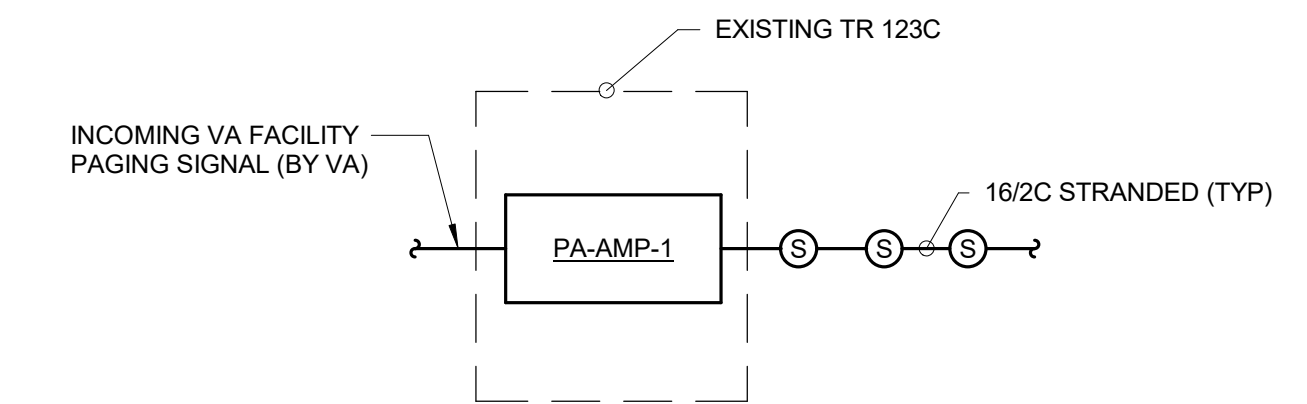 EXISTING TR 123C
INCOMING VA FACILITY
PAGING SIGNAL (BY VA)
16/2C STRANDED (TYP)
PA-AMP-1
S
S
S